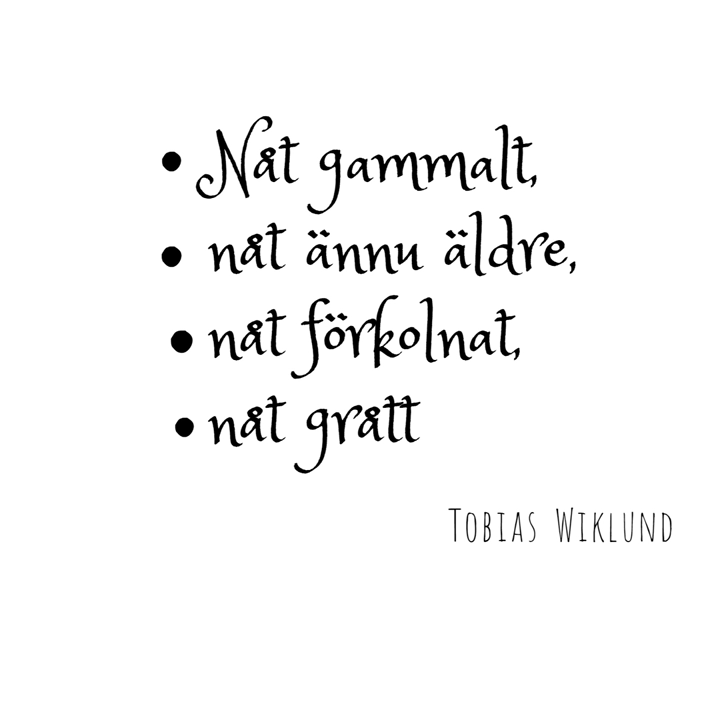 • Nåt gammalt,
• nåt ännu äldre,
• nåt förkolnat,
• nåt grått
TOBIAS WIKLUND